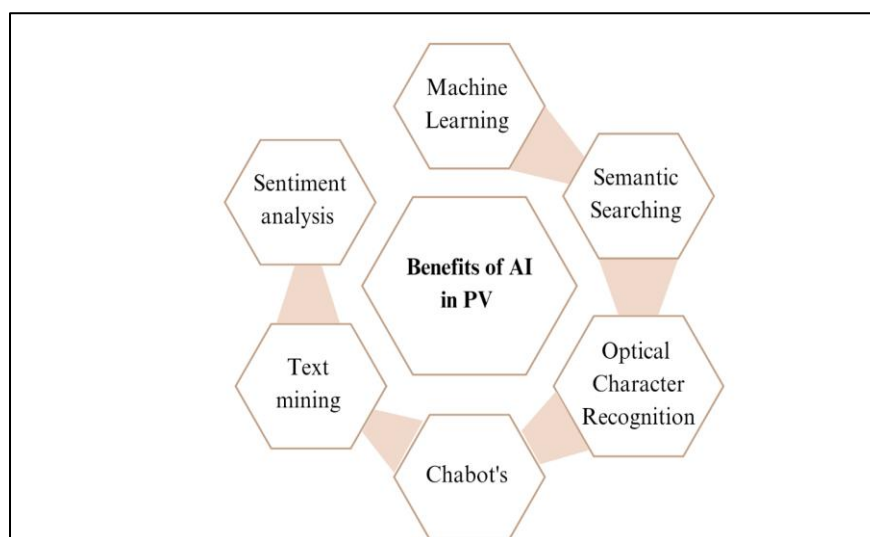 Machine
Learning
Semantic
Searching
Optical
Character
Recognition
Chabot's
Text
mining
Sentiment
analysis
Benefits of AI
in PV